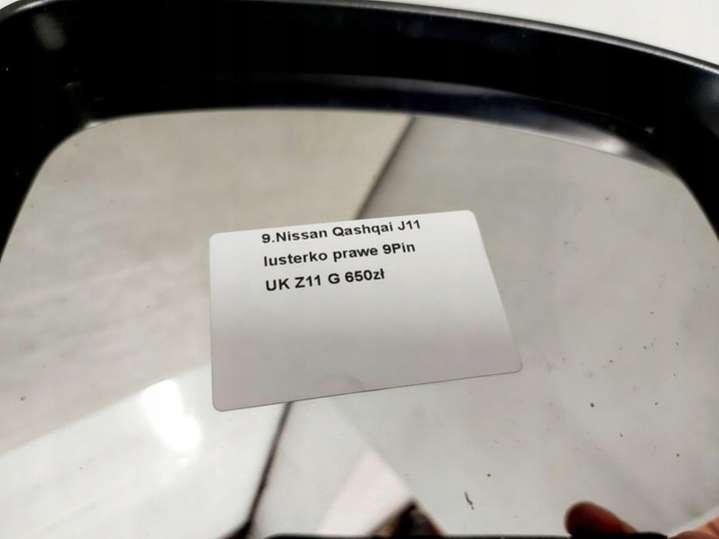 9.Nissan Qashqai J11
lusterko prawe 9Pin
UK Z11 G 650zł